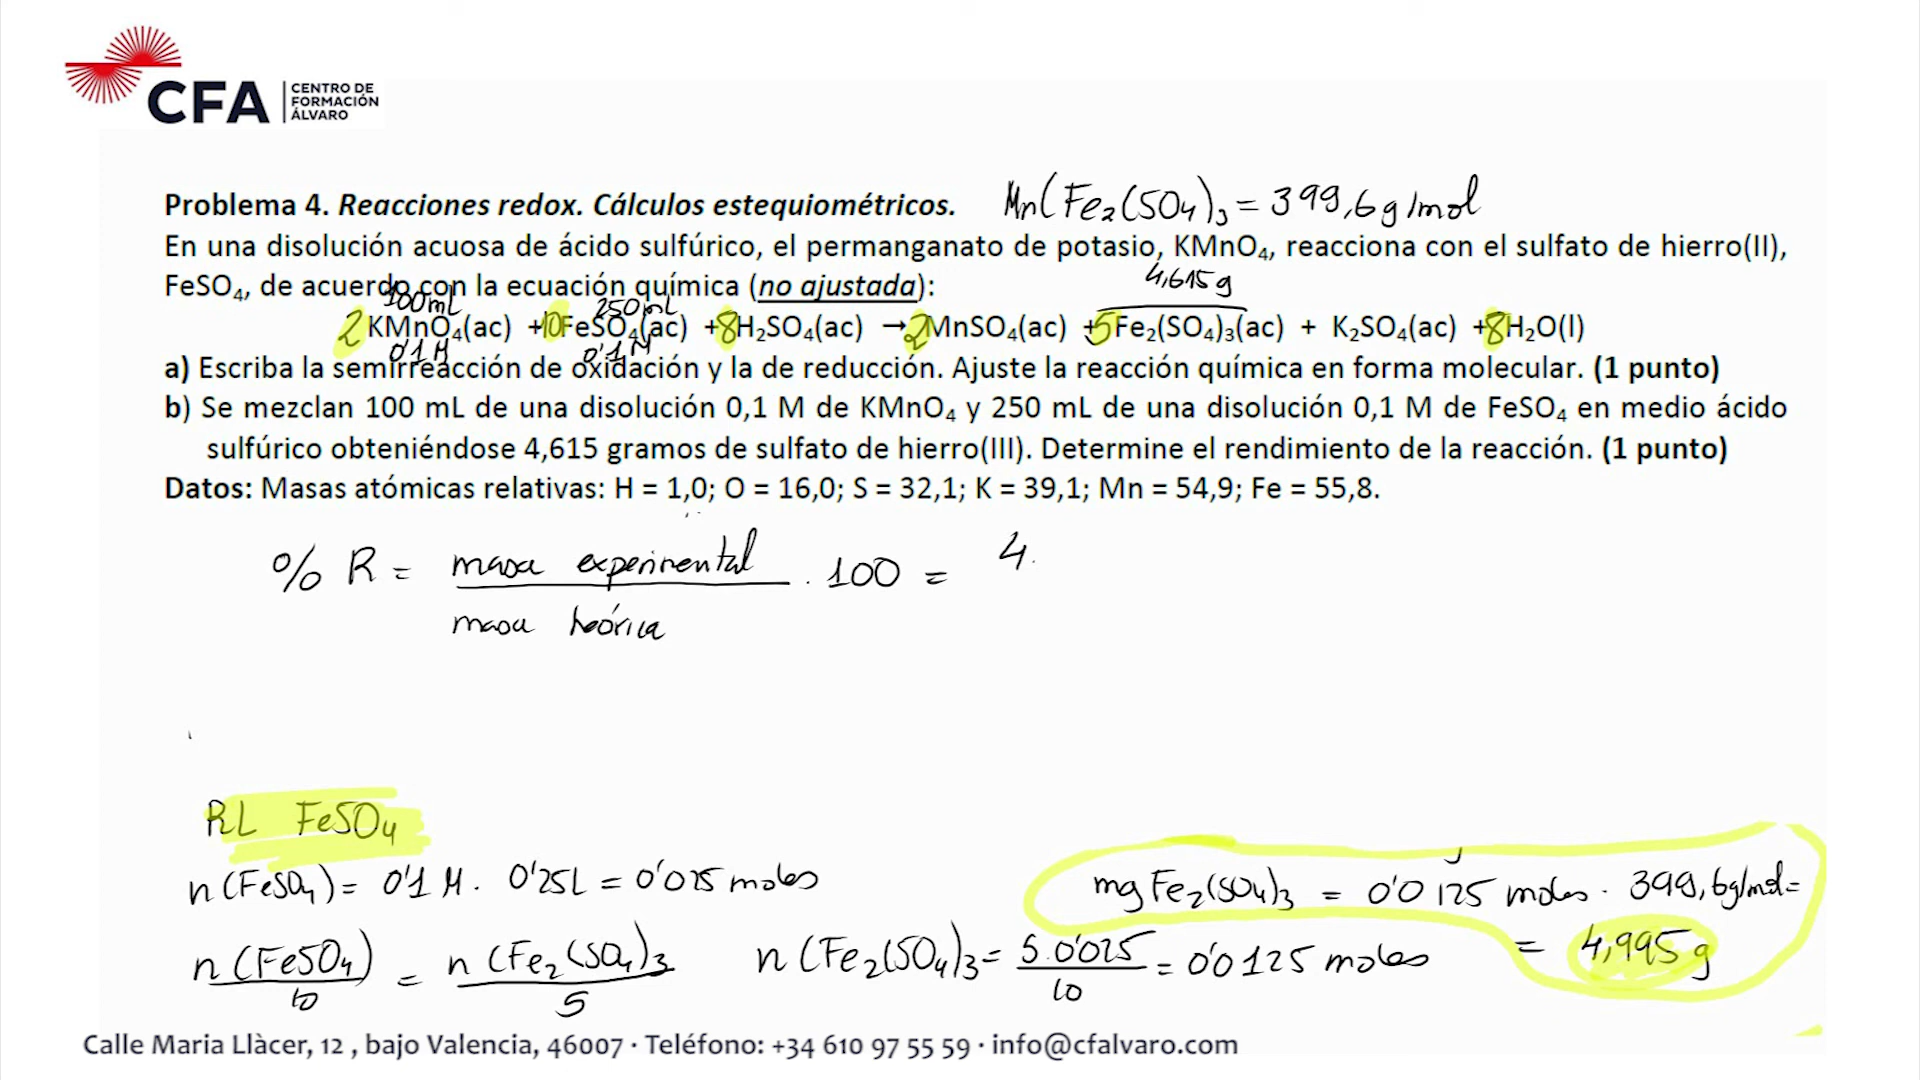 CFA
CENTRO DE
FORMACIÓN
ÁLVARO
Problema 4. Reacciones redox. Cálculos estequiométricos.
Mn(Fe₂(SO₄)₃ = 399,6 g/mol
En una disolución acuosa de ácido sulfúrico, el permanganato de potasio, KMnO₄, reacciona con el sulfato de hierro(II),
FeSO₄, de acuerdo con la ecuación química (no ajustada):
4,615 g
100 mL 250 mL
2 KMnO₄(ac) + 10 FeSO₄(ac) + 8 H₂SO₄(ac) → 2 MnSO₄(ac) + 5 Fe₂(SO₄)₃(ac) + K₂SO₄(ac) + 8 H₂O(l)
0'1 M 0'1 M
a) Escriba la semirreacción de oxidación y la de reducción. Ajuste la reacción química en forma molecular. (1 punto)
b) Se mezclan 100 mL de una disolución 0,1 M de KMnO₄ y 250 mL de una disolución 0,1 M de FeSO₄ en medio ácido
sulfúrico obteniéndose 4,615 gramos de sulfato de hierro(III). Determine el rendimiento de la reacción. (1 punto)
Datos: Masas atómicas relativas: H = 1,0; O = 16,0; S = 32,1; K = 39,1; Mn = 54,9; Fe = 55,8.
% R = masa experimental / masa teórica · 100 = 4.
RL FeSO₄
n (FeSO₄) = 0'1 M · 0'25 L = 0'025 moles
mg Fe₂(SO₄)₃ = 0'0125 moles · 399,6 g/mol =
= 4,995 g
n (FeSO₄) / 10 = n (Fe₂(SO₄)₃ / 5
n (Fe₂(SO₄)₃ = 5·0'025 / 10 = 0'0125 moles
Calle Maria Llàcer, 12 , bajo Valencia, 46007 · Teléfono: +34 610 97 55 59 · info@cfalvaro.com